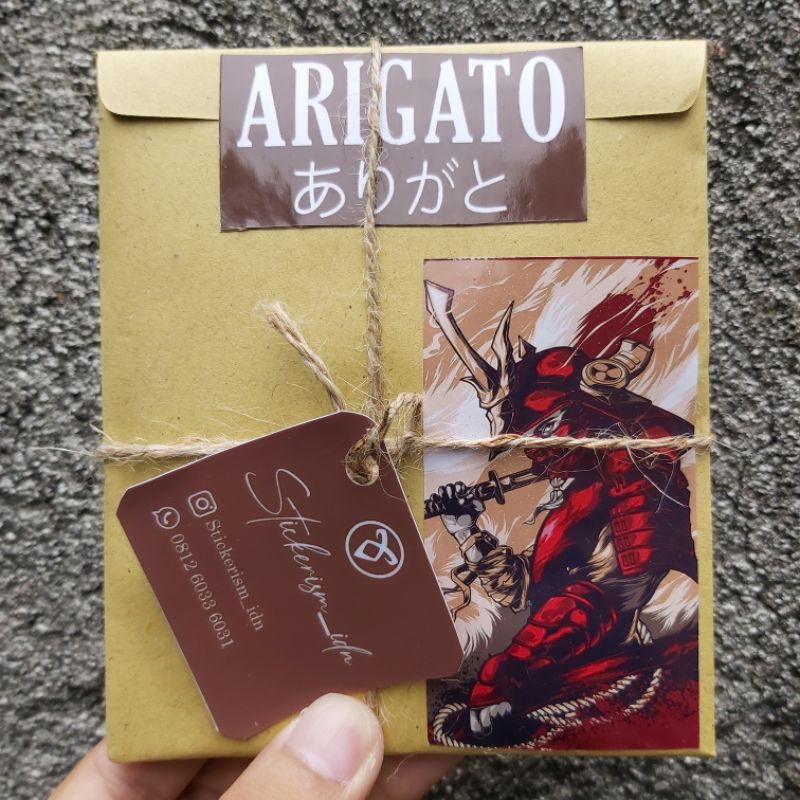 ARIGATO
ありがと
Stickerism_idn
Stickerism_idn
0812 6033 6031